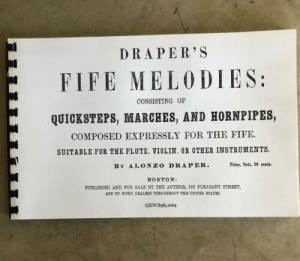 DRAPER'S
FIFE MELODIES:
CONSISTING OF
QUICKSTEPS, MARCHES, AND HORNPIPES,
COMPOSED EXPRESSLY FOR THE FIFE.
SUITABLE FOR THE FLUTE, VIOLIN, OR OTHER INSTRUMENTS.
BY ALONZO DRAPER.
Price, Nett,
cents.
BOSTON:
PUBLISHED AND FOR SALE BY THE AUTHOR, 193 PLEASANT STREET,
AND BY MUSIC DEALERS THROUGHOUT THE UNITED STATES.
2004